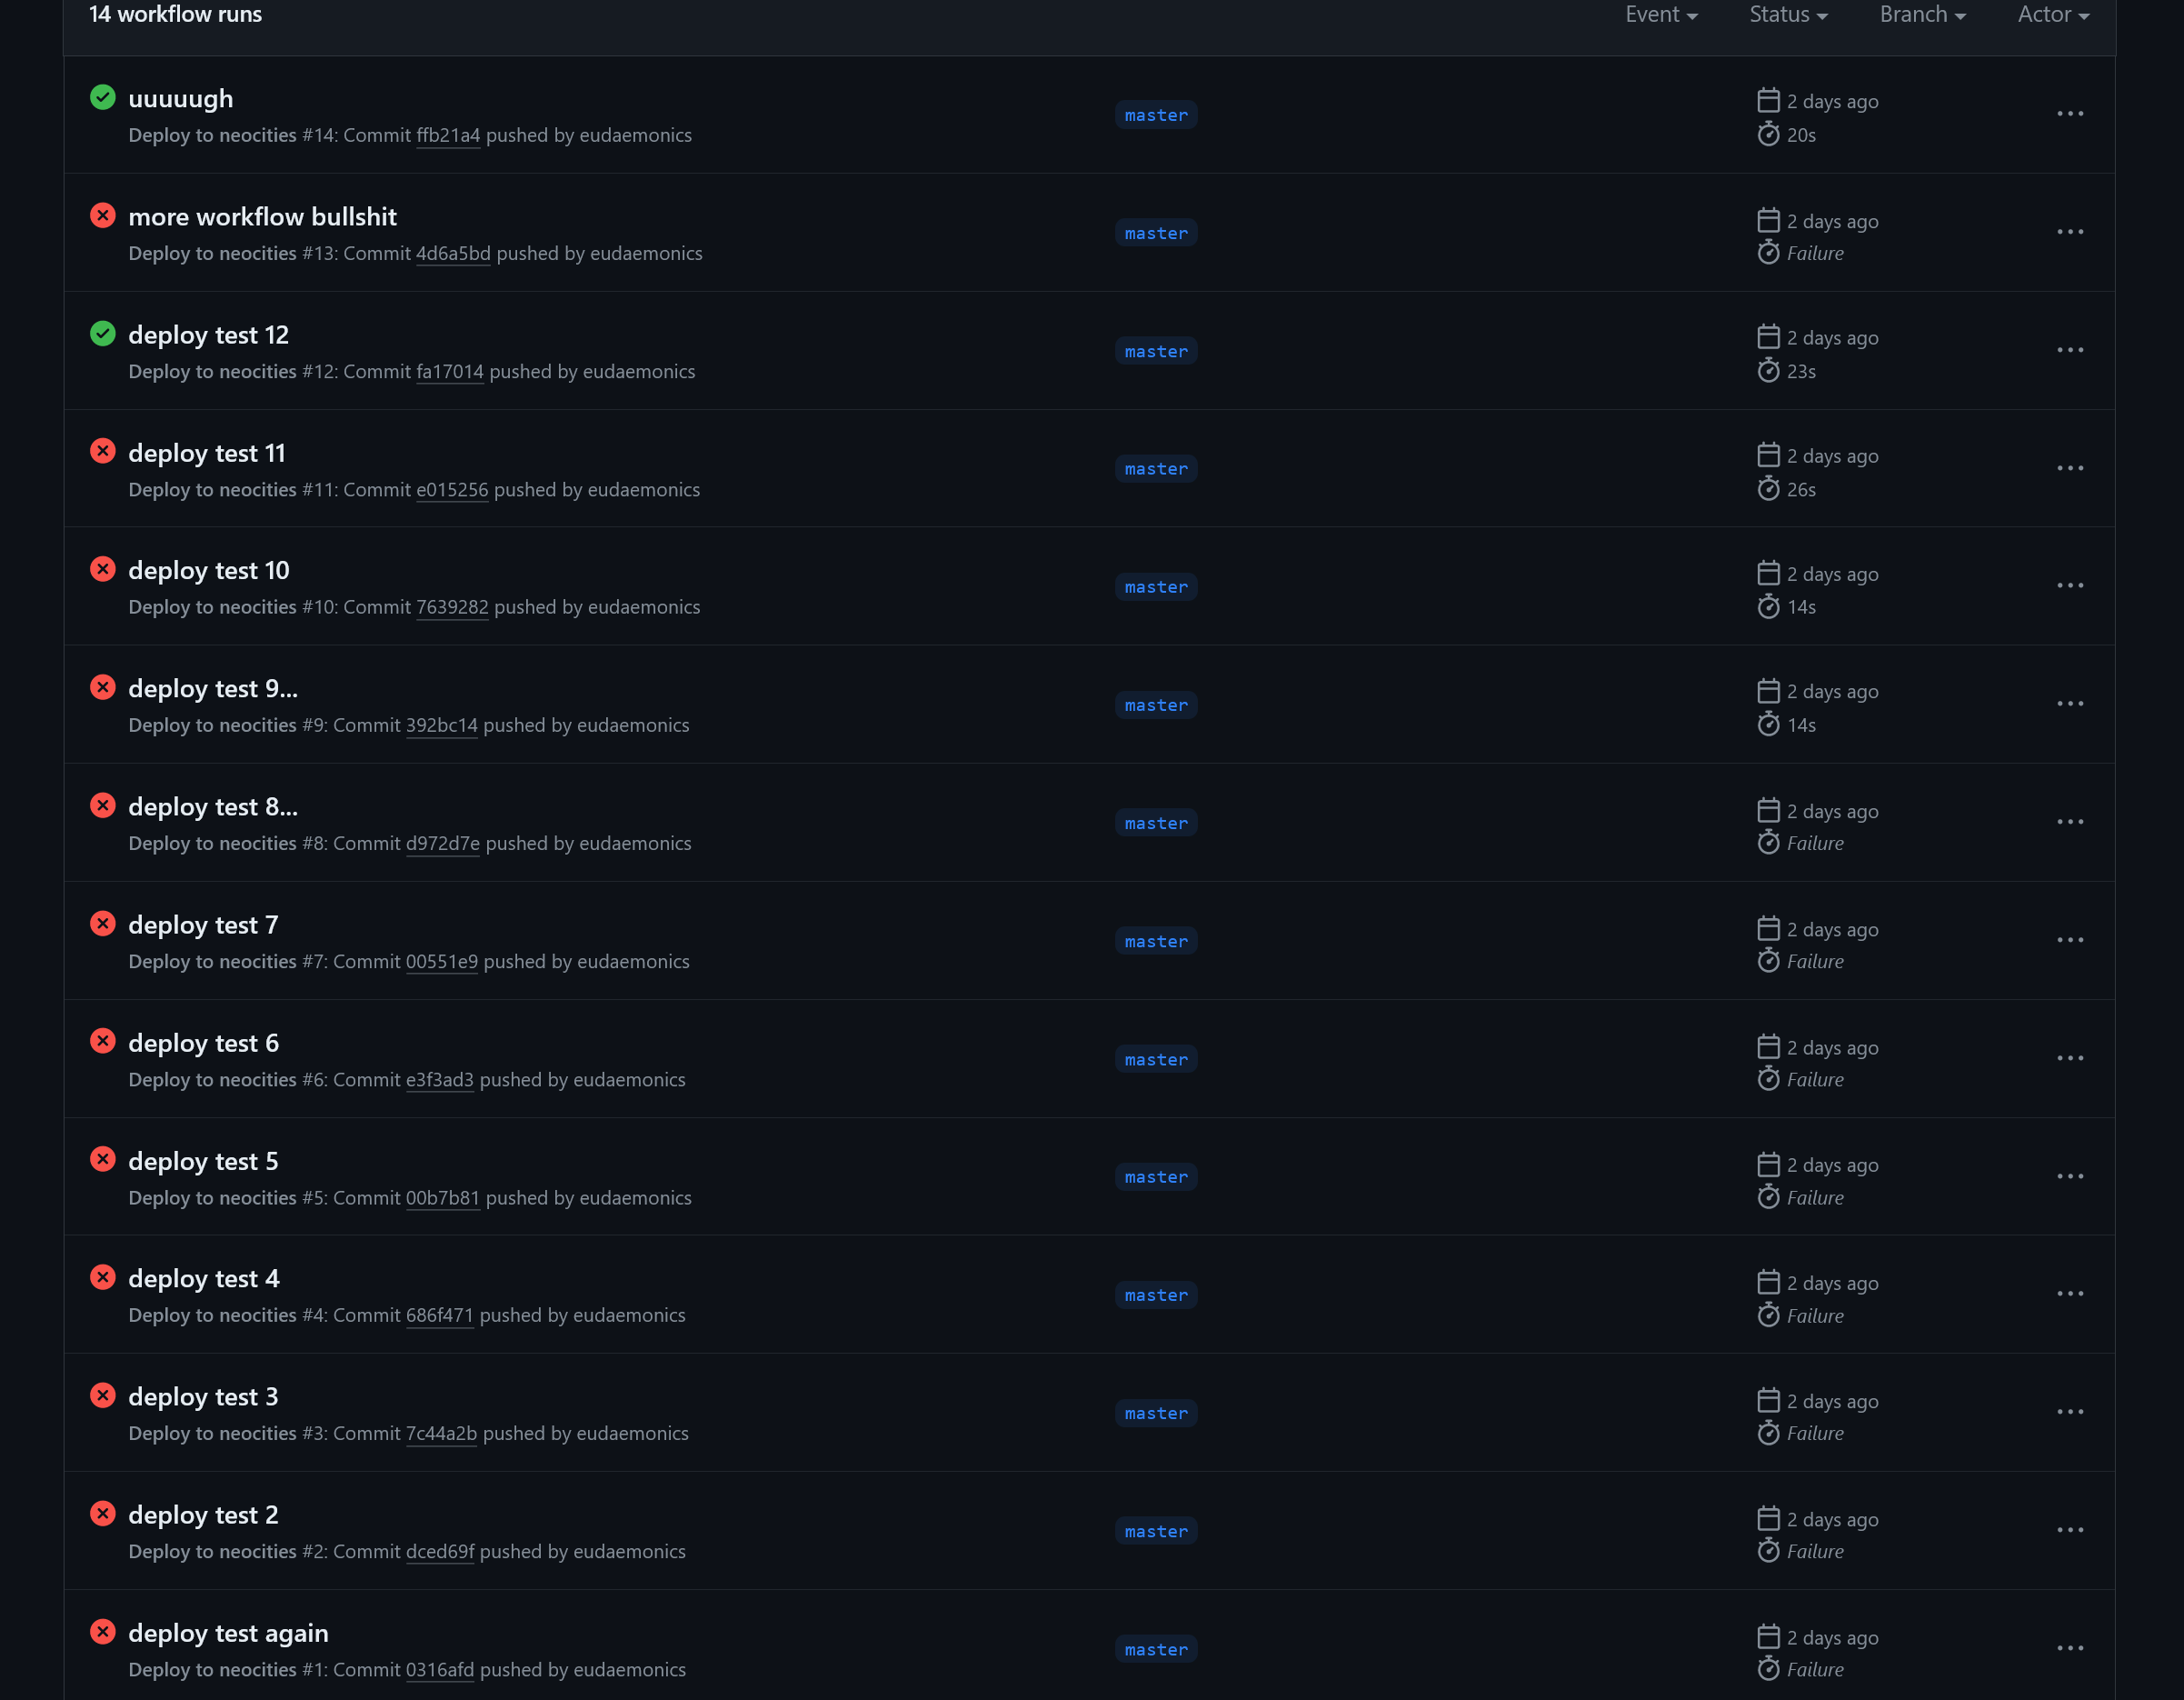 14 workflow runs
Event Status Branch Actor
uuuuugh
Deploy to neocities #14: Commit ffb21a4 pushed by eudaemonics
master
2 days ago
20s
more workflow bullshit
Deploy to neocities #13: Commit 4d6a5bd pushed by eudaemonics
master
2 days ago
Failure
deploy test 12
Deploy to neocities #12: Commit fa17014 pushed by eudaemonics
master
2 days ago
23s
deploy test 11
Deploy to neocities #11: Commit e015256 pushed by eudaemonics
master
2 days ago
26s
deploy test 10
Deploy to neocities #10: Commit 7639282 pushed by eudaemonics
master
2 days ago
14s
deploy test 9...
Deploy to neocities #9: Commit 392bc14 pushed by eudaemonics
master
2 days ago
14s
deploy test 8...
Deploy to neocities #8: Commit d972d7e pushed by eudaemonics
master
2 days ago
Failure
deploy test 7
Deploy to neocities #7: Commit 00551e9 pushed by eudaemonics
master
2 days ago
Failure
deploy test 6
Deploy to neocities #6: Commit e3f3ad3 pushed by eudaemonics
master
2 days ago
Failure
deploy test 5
Deploy to neocities #5: Commit 00b7b81 pushed by eudaemonics
master
2 days ago
Failure
deploy test 4
Deploy to neocities #4: Commit 686f471 pushed by eudaemonics
master
2 days ago
Failure
deploy test 3
Deploy to neocities #3: Commit 7c44a2b pushed by eudaemonics
master
2 days ago
Failure
deploy test 2
Deploy to neocities #2: Commit dced69f pushed by eudaemonics
master
2 days ago
Failure
deploy test again
Deploy to neocities #1: Commit 0316afd pushed by eudaemonics
master
2 days ago
Failure